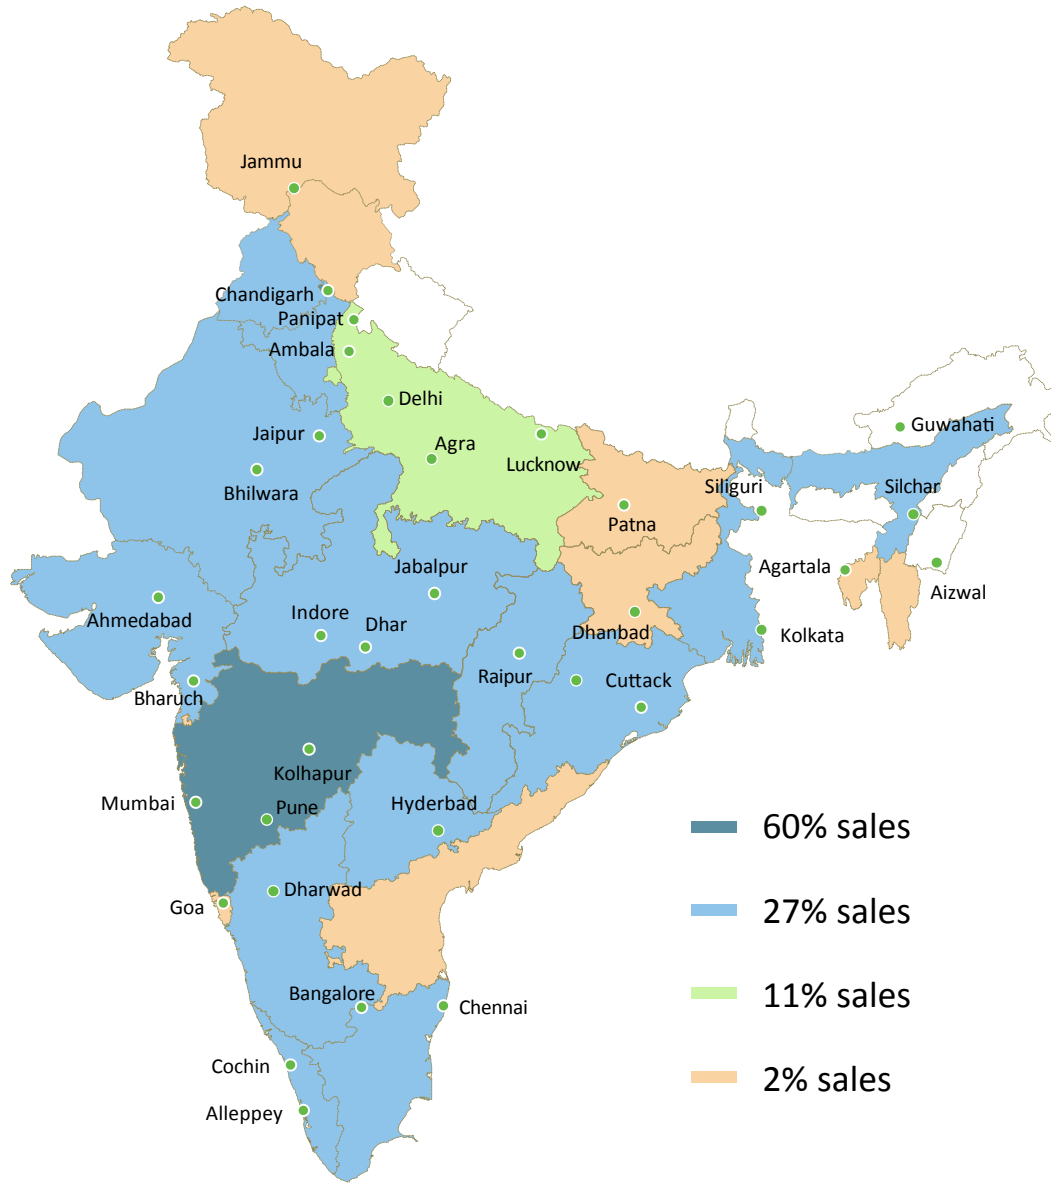 Jammu
Chandigarh
Panipat
Ambala
Delhi
Jaipur
Agra
Lucknow
Guwahati
Bhilwara
Siliguri
Silchar
Patna
Jabalpur
Agartala
Aizwal
Ahmedabad
Indore
Dhar
Dhanbad
Kolkata
Raipur
Cuttack
Bharuch
Kolhapur
Mumbai
Pune
Hyderbad
60% sales
Dharwad
Goa
27% sales
Bangalore
Chennai
11% sales
Cochin
2% sales
Alleppey